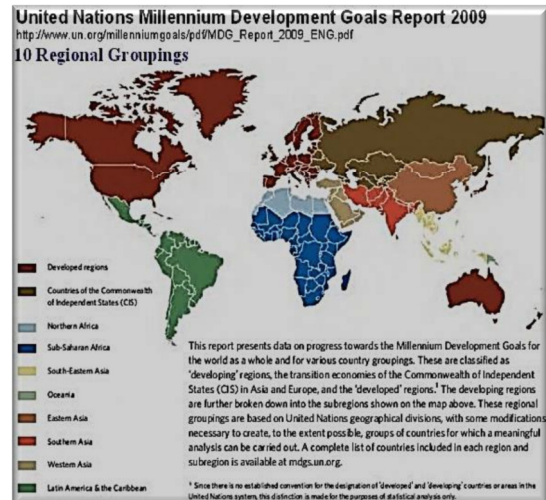 United Nations Millennium Development Goals Report 2009
http://www.un.org/millenniumgoals/pdf/MDG_Report_2009_ENG.pdf
10 Regional Groupings
Developed regions
Countries of the Commonwealth
of Independent States (CIS)
Northern Africa
Sub-Saharan Africa
South-Eastern Asia
Oceania
Eastern Asia
Southern Asia
Western Asia
Latin America & the Caribbean
This report presents data on progress towards the Millennium Development Goals for
the world as a whole and for various country groupings. These are classified as
'developing' regions, the transition economies of the Commonwealth of Independent
States (CIS) in Asia and Europe, and the 'developed' regions.¹ The developing regions
are further broken down into the subregions shown on the map above. These regional
groupings are based on United Nations geographical divisions, with some modifications
necessary to create, to the extent possible, groups of countries for which a meaningful
analysis can be carried out. A complete list of countries included in each region and
subregion is available at mdgs.un.org.
¹ Since there is no established convention for the designation of 'developed' and 'developing' countries or areas in the
United Nations system, this distinction is made for the purposes of statistical analysis only.